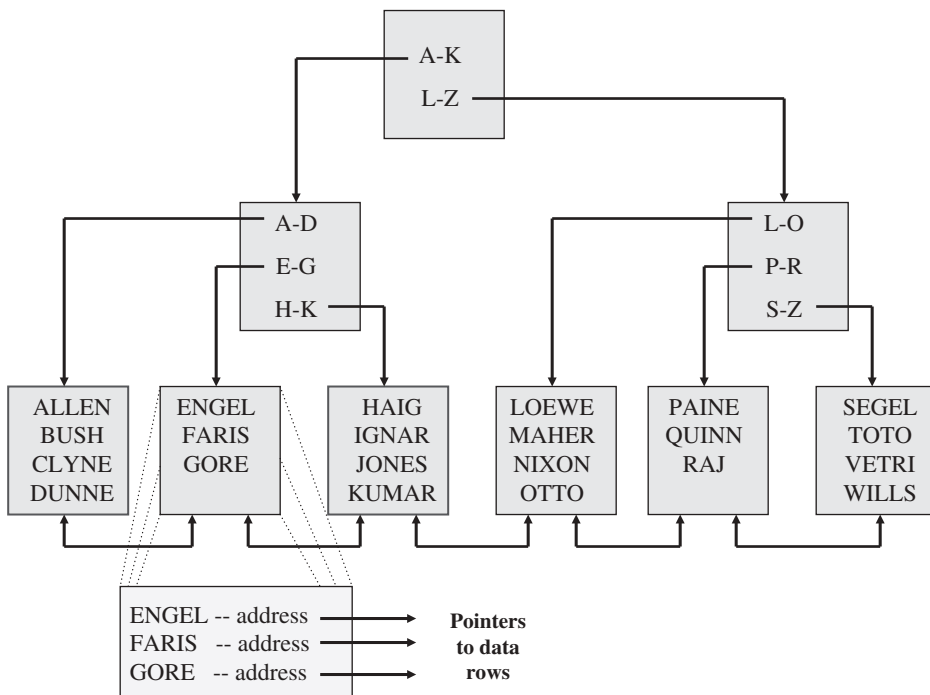 A-K
L-Z
A-D
E-G
H-K
L-O
P-R
S-Z
ALLEN
BUSH
CLYNE
DUNNE
ENGEL
FARIS
GORE
HAIG
IGNAR
JONES
KUMAR
LOEWE
MAHER
NIXON
OTTO
PAINE
QUINN
RAJ
SEGEL
TOTO
VETRI
WILLS
ENGEL -- address
FARIS -- address
GORE -- address
Pointers
to data
rows